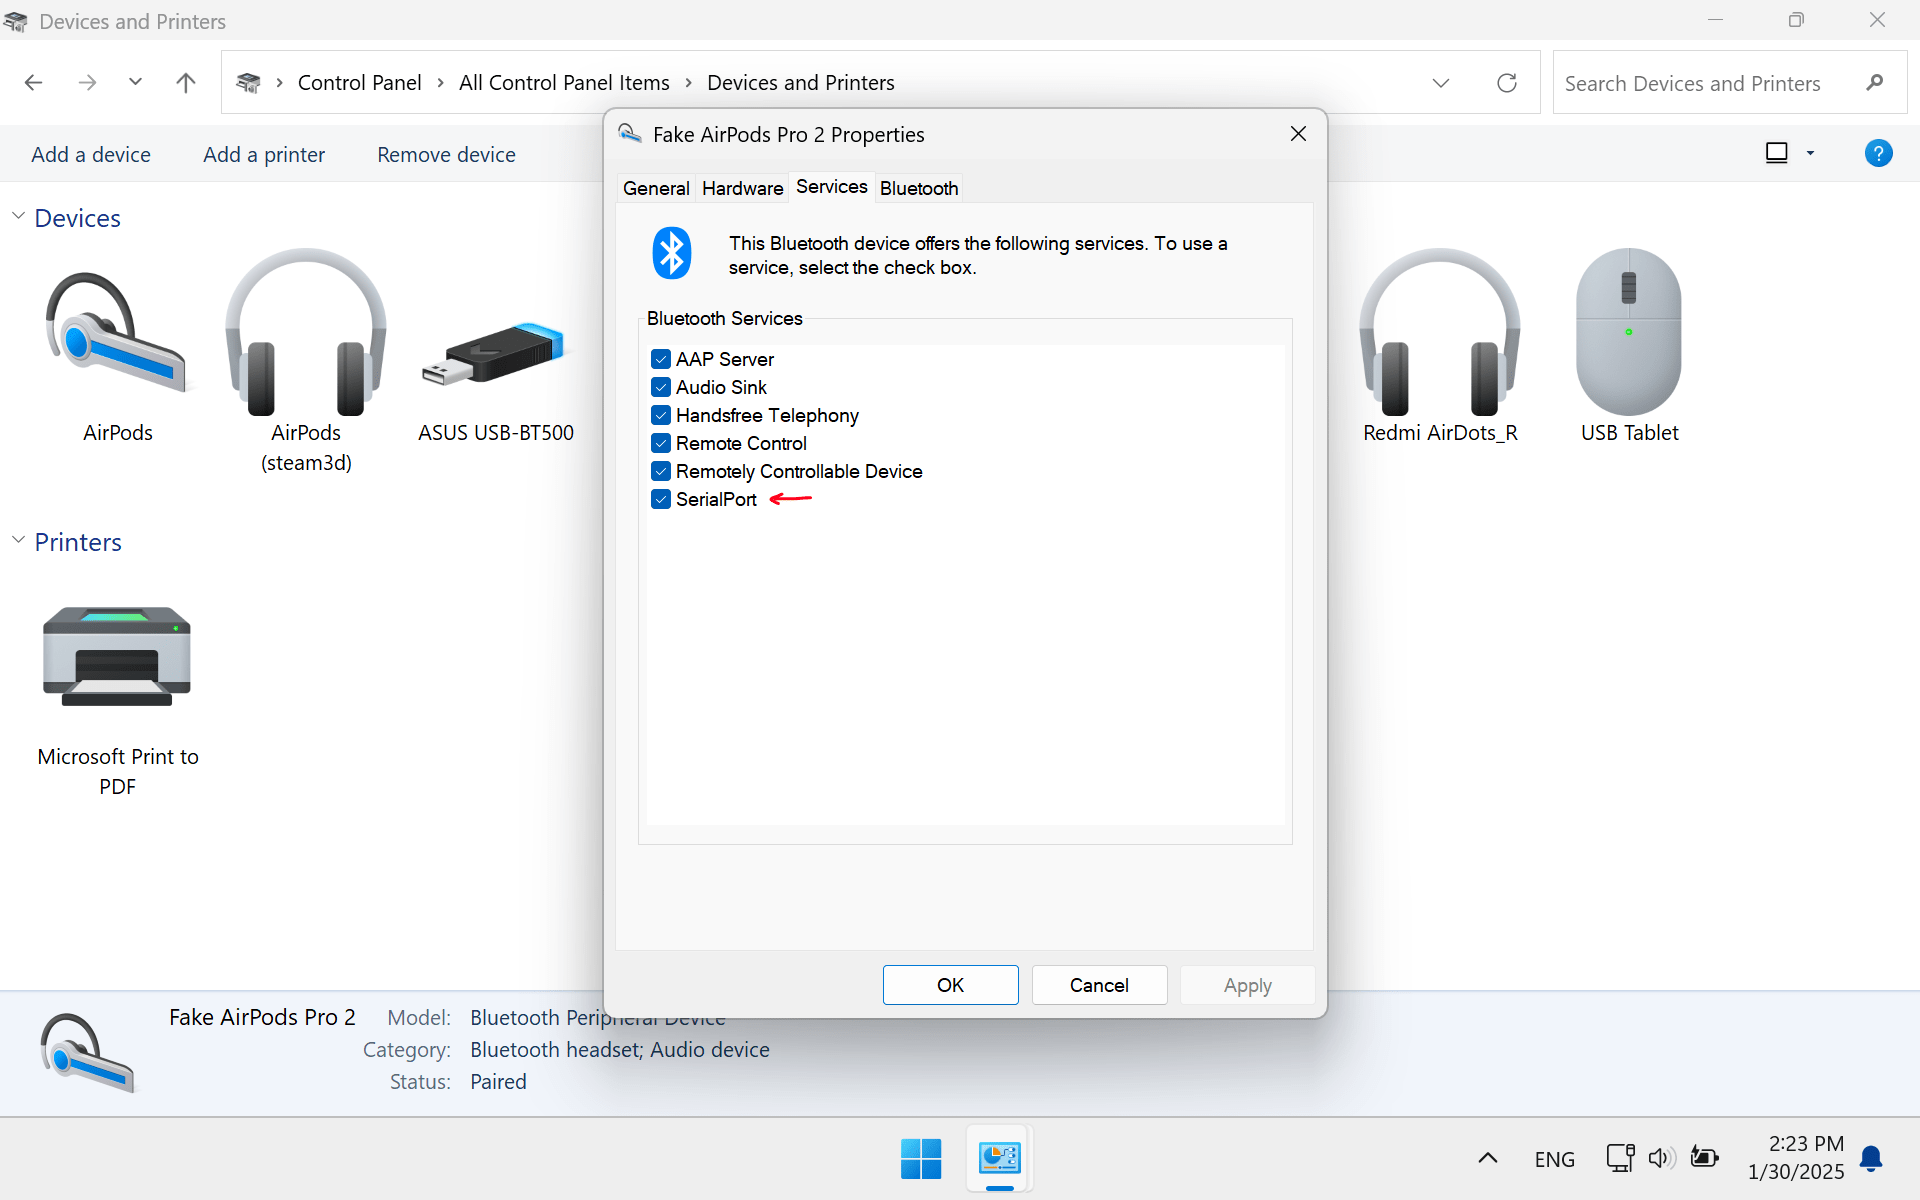 Devices and Printers
Control Panel › All Control Panel Items › Devices and Printers
Search Devices and Printers
Add a device
Add a printer
Remove device
?
Devices
AirPods
AirPods
(steam3d)
ASUS USB-BT500
Redmi AirDots_R
USB Tablet
Printers
Microsoft Print to
PDF
Fake AirPods Pro 2 Properties
General
Hardware
Services
Bluetooth
This Bluetooth device offers the following services. To use a
service, select the check box.
Bluetooth Services
AAP Server
Audio Sink
Handsfree Telephony
Remote Control
Remotely Controllable Device
SerialPort
OK
Cancel
Apply
Fake AirPods Pro 2
Model: Bluetooth Peripheral Device
Category: Bluetooth headset; Audio device
Status: Paired
ENG
2:23 PM
1/30/2025